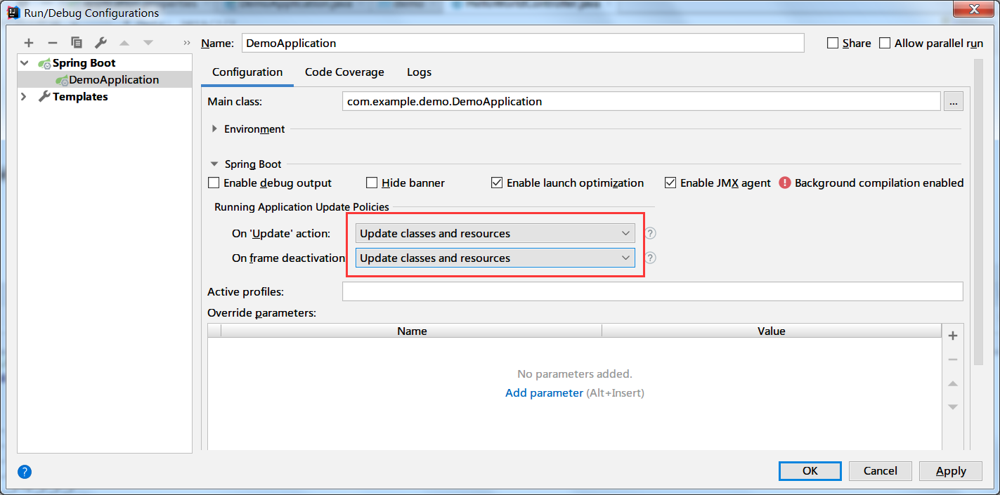 Run/Debug Configurations
Name: DemoApplication Share Allow parallel run
Spring Boot
DemoApplication
Templates
Configuration Code Coverage Logs
Main class: com.example.demo.DemoApplication ...
Environment
Spring Boot
Enable debug output Hide banner Enable launch optimization Enable JMX agent Background compilation enabled
Running Application Update Policies
On 'Update' action: Update classes and resources ?
On frame deactivation Update classes and resources ?
Active profiles:
Override parameters:
Name Value
No parameters added.
Add parameter (Alt+Insert)
? OK Cancel Apply